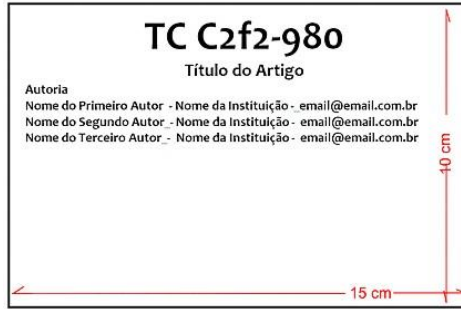 TC C2f2-980
Título do Artigo
Autoria
Nome do Primeiro Autor - Nome da Instituição - email@email.com.br
Nome do Segundo Autor - Nome da Instituição - email@email.com.br
Nome do Terceiro Autor - Nome da Instituição - email@email.com.br
10 cm
15 cm